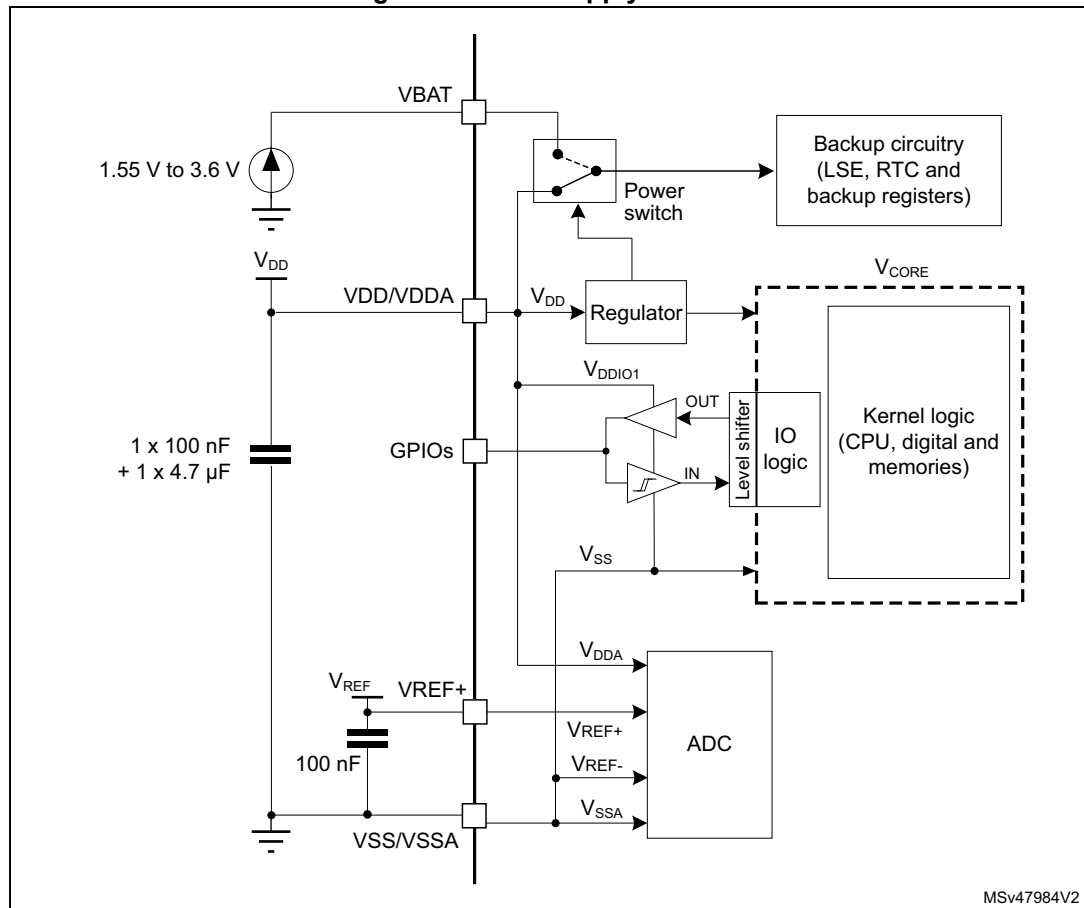 VBAT
1.55 V to 3.6 V
Power
switch
Backup circuitry
(LSE, RTC and
backup registers)
VDD
VDD/VDDA
VDD
Regulator
VCORE
VDDIO1
OUT
GPIOs
IN
Level shifter
IO
logic
Kernel logic
(CPU, digital and
memories)
1 x 100 nF
+ 1 x 4.7 µF
VSS
VDDA
VREF
VREF+
VREF+
ADC
100 nF
VREF-
VSSA
VSS/VSSA
MSv47984V2